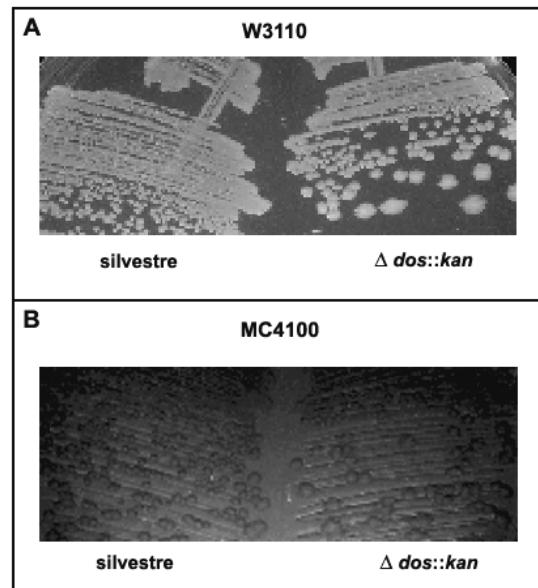 A
W3110
silvestre Δ dos::kan
B
MC4100
silvestre Δ dos::kan